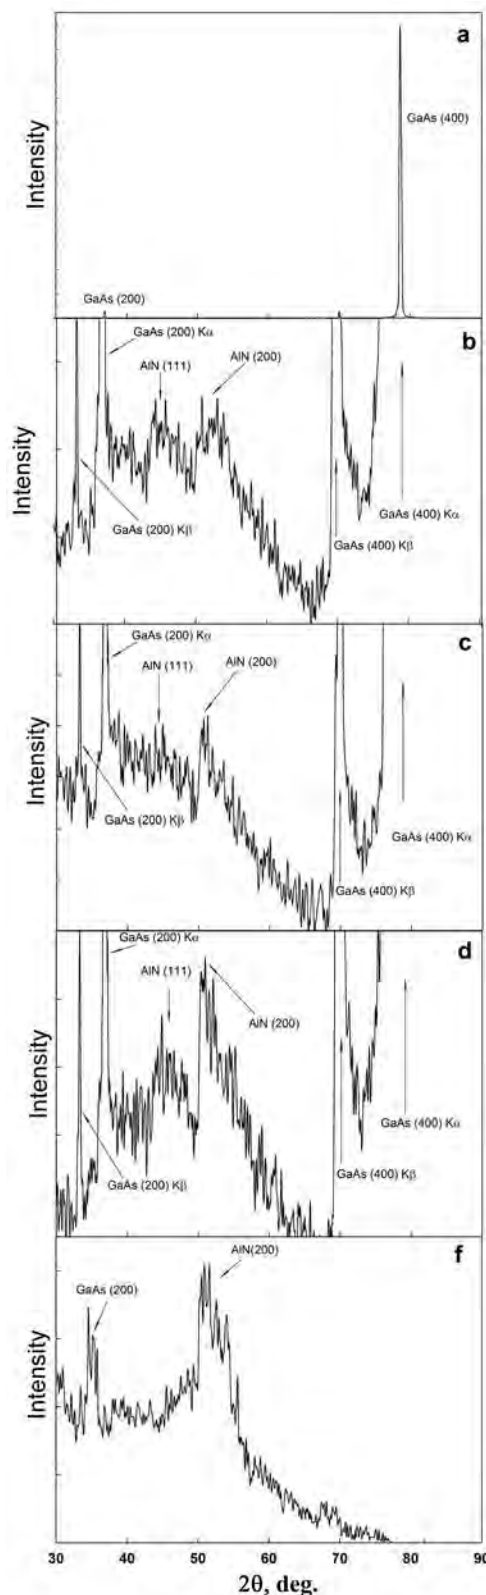 a
Intensity
GaAs (400)
GaAs (200)
b
Intensity
GaAs (200) Kα
AlN (111)
AlN (200)
GaAs (200) Kβ
GaAs (400) Kα
GaAs (400) Kβ
c
Intensity
GaAs (200) Kα
AlN (111)
AlN (200)
GaAs (200) Kβ
GaAs (400) Kα
GaAs (400) Kβ
d
Intensity
GaAs (200) Kα
AlN (111)
AlN (200)
GaAs (200) Kβ
GaAs (400) Kα
GaAs (400) Kβ
f
Intensity
AlN(200)
GaAs (200)
30 40 50 60 70 80 90
2θ, deg.